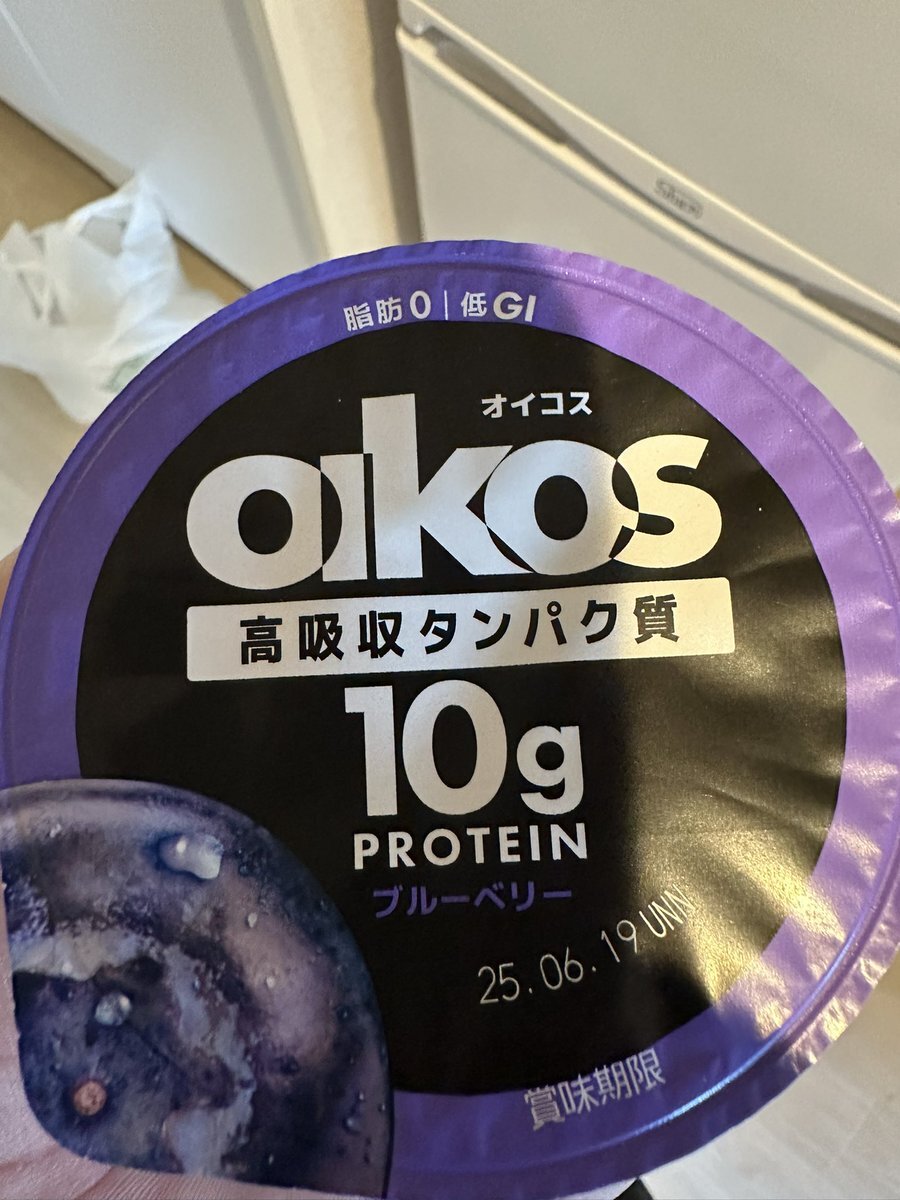 脂肪0|低GI
オイコス
oikos
高吸収タンパク質
10g
PROTEIN
ブルーベリー
25.06.19 UNN
賞味期限